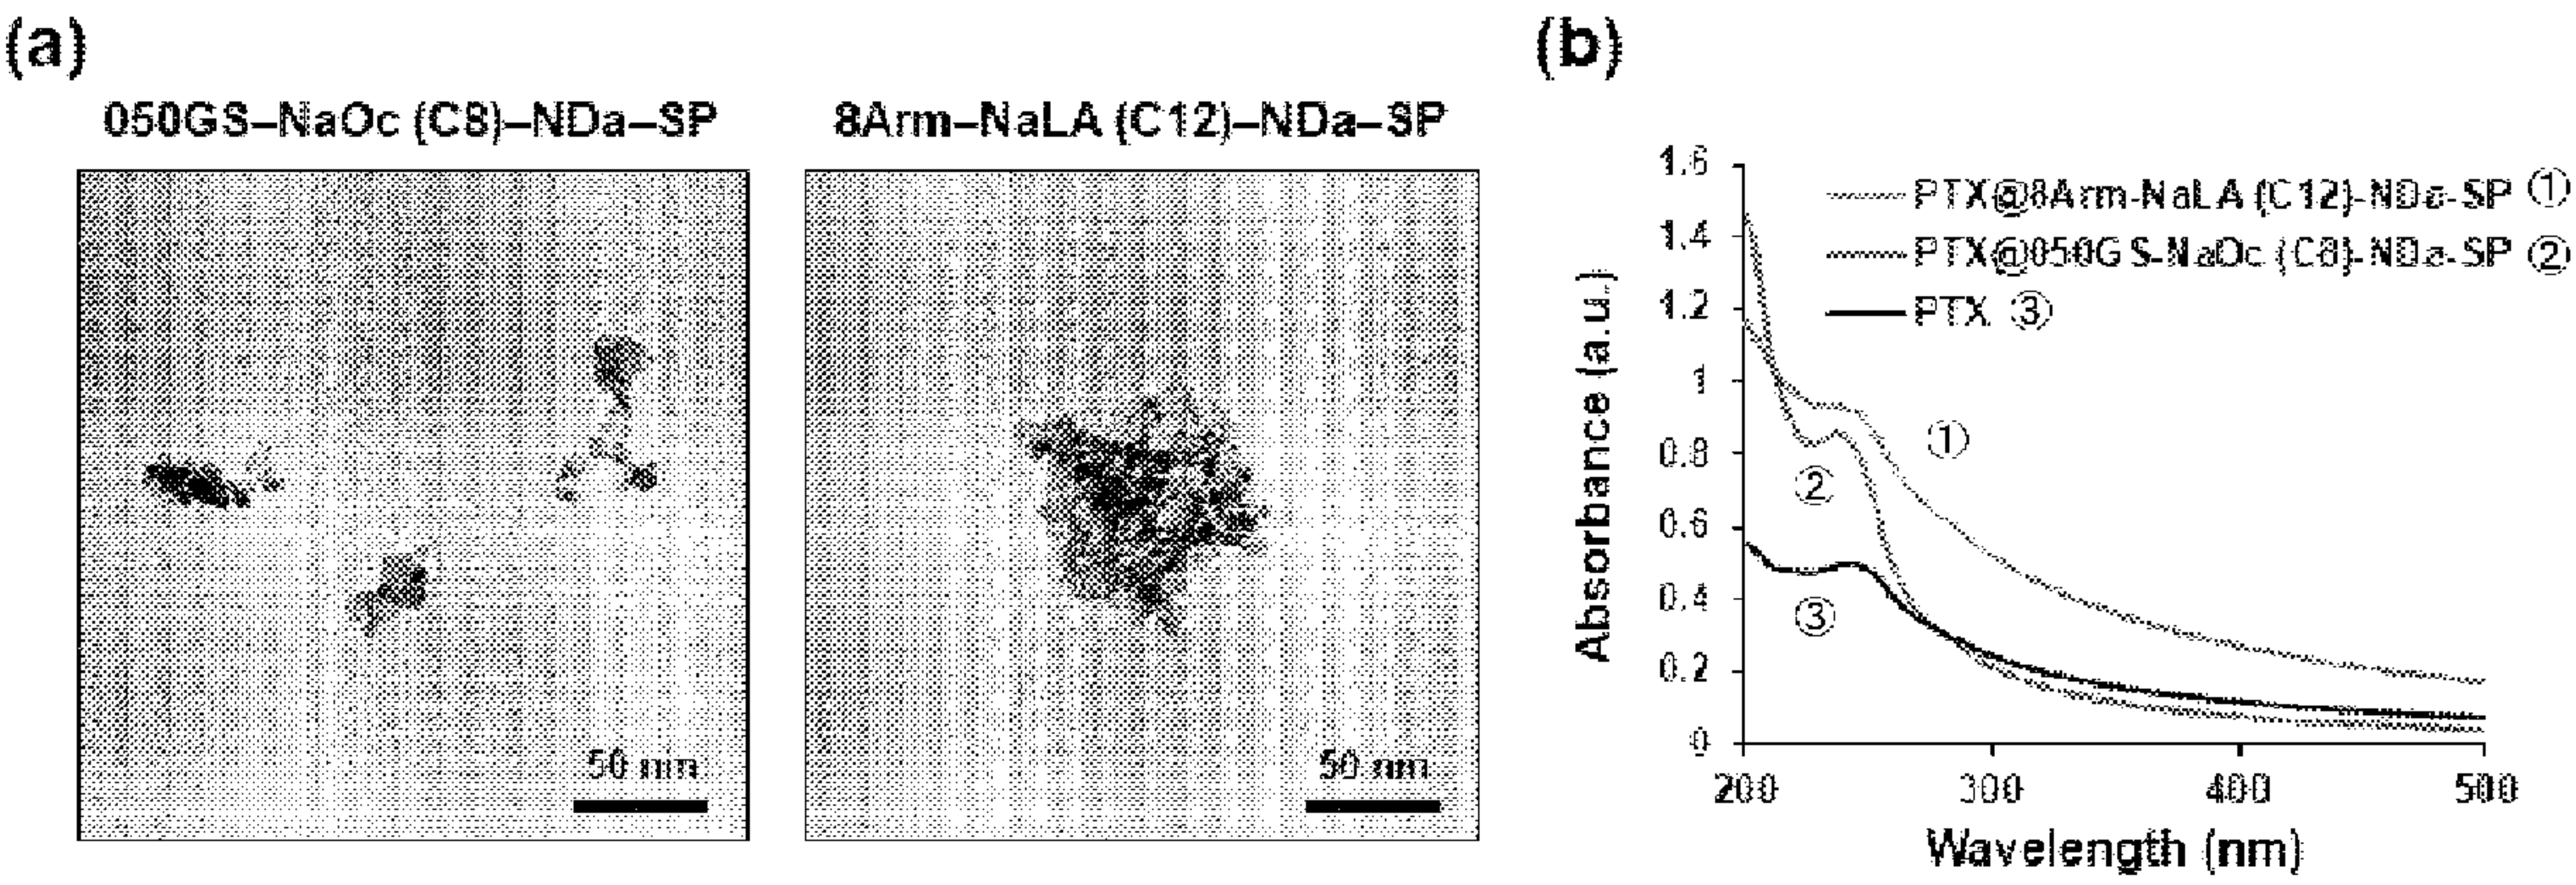 (a)
050GS–NaOc (C8)–NDa–SP
8Arm–NaLA (C12)–NDa–SP
50 nm
50 nm
(b)
1.6
1.4
1.2
1
0.8
0.6
0.4
0.2
0
Absorbance (a.u.)
PTX@8Arm-NaLA (C12)-NDa-SP ①
PTX@050GS-NaOc (C8)-NDa-SP ②
PTX ③
①
②
③
200 300 400 500
Wavelength (nm)